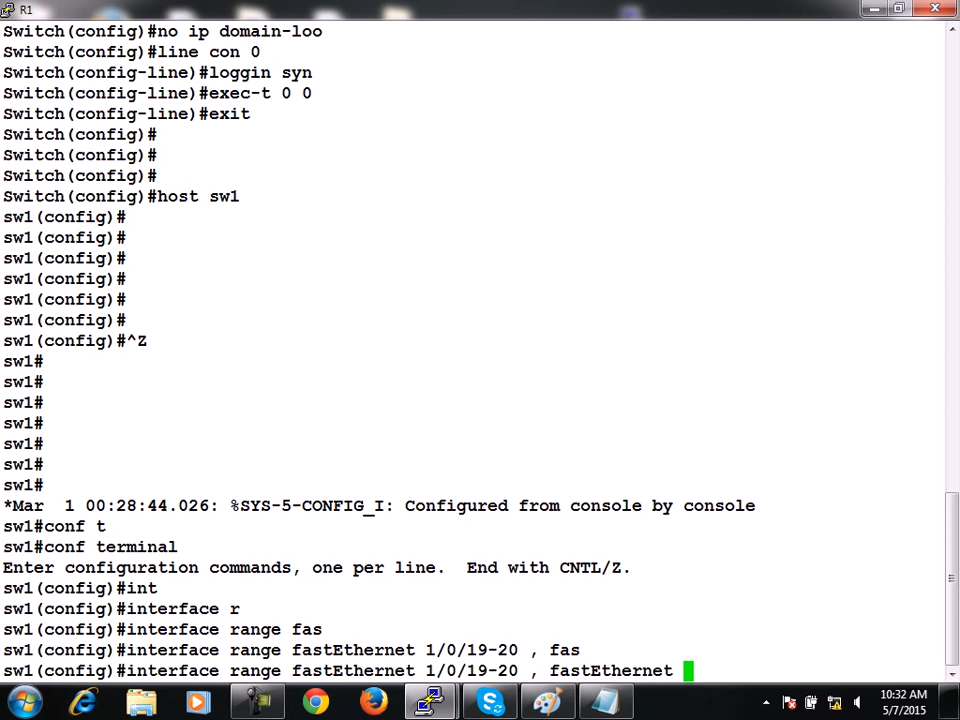 R1
Switch(config)#no ip domain-loo
Switch(config)#line con 0
Switch(config-line)#loggin syn
Switch(config-line)#exec-t 0 0
Switch(config-line)#exit
Switch(config)#
Switch(config)#
Switch(config)#
Switch(config)#host sw1
sw1(config)#
sw1(config)#
sw1(config)#
sw1(config)#
sw1(config)#
sw1(config)#
sw1(config)#^Z
sw1#
sw1#
sw1#
sw1#
sw1#
sw1#
sw1#
*Mar  1 00:28:44.026: %SYS-5-CONFIG_I: Configured from console by console
sw1#conf t
sw1#conf terminal
Enter configuration commands, one per line.  End with CNTL/Z.
sw1(config)#int
sw1(config)#interface r
sw1(config)#interface range fas
sw1(config)#interface range fastEthernet 1/0/19-20 , fas
sw1(config)#interface range fastEthernet 1/0/19-20 , fastEthernet
10:32 AM
5/7/2015